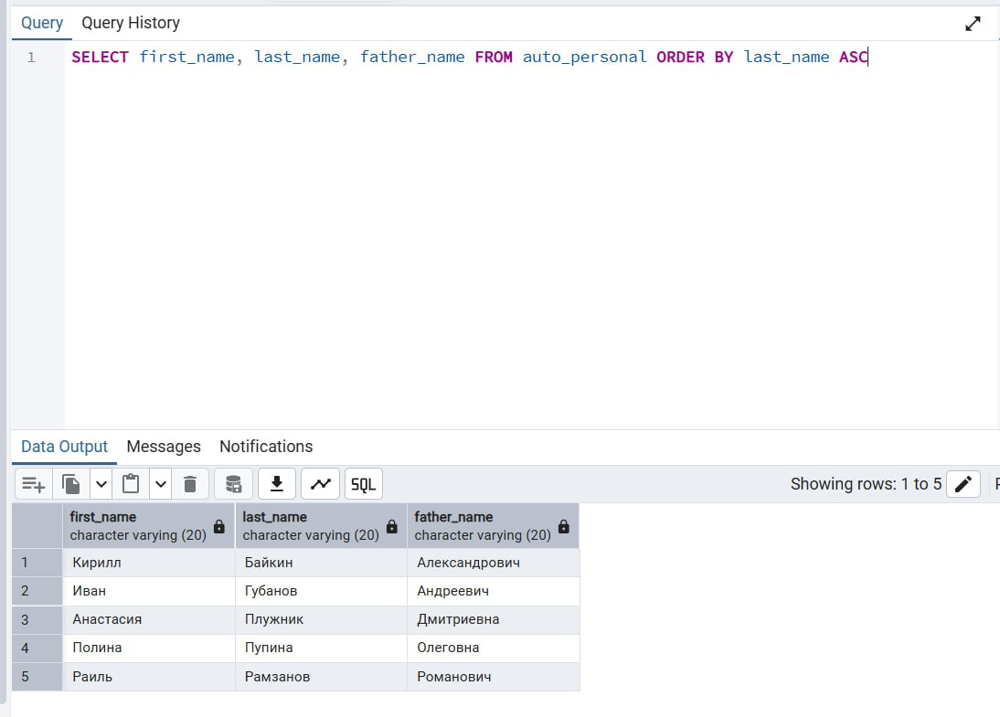 Query Query History
1 SELECT first_name, last_name, father_name FROM auto_personal ORDER BY last_name ASC
Data Output Messages Notifications
SQL Showing rows: 1 to 5
first_name last_name father_name
character varying (20) character varying (20) character varying (20)
1 Кирилл Байкин Александрович
2 Иван Губанов Андреевич
3 Анастасия Плужник Дмитриевна
4 Полина Пупина Олеговна
5 Раиль Рамзанов Романович